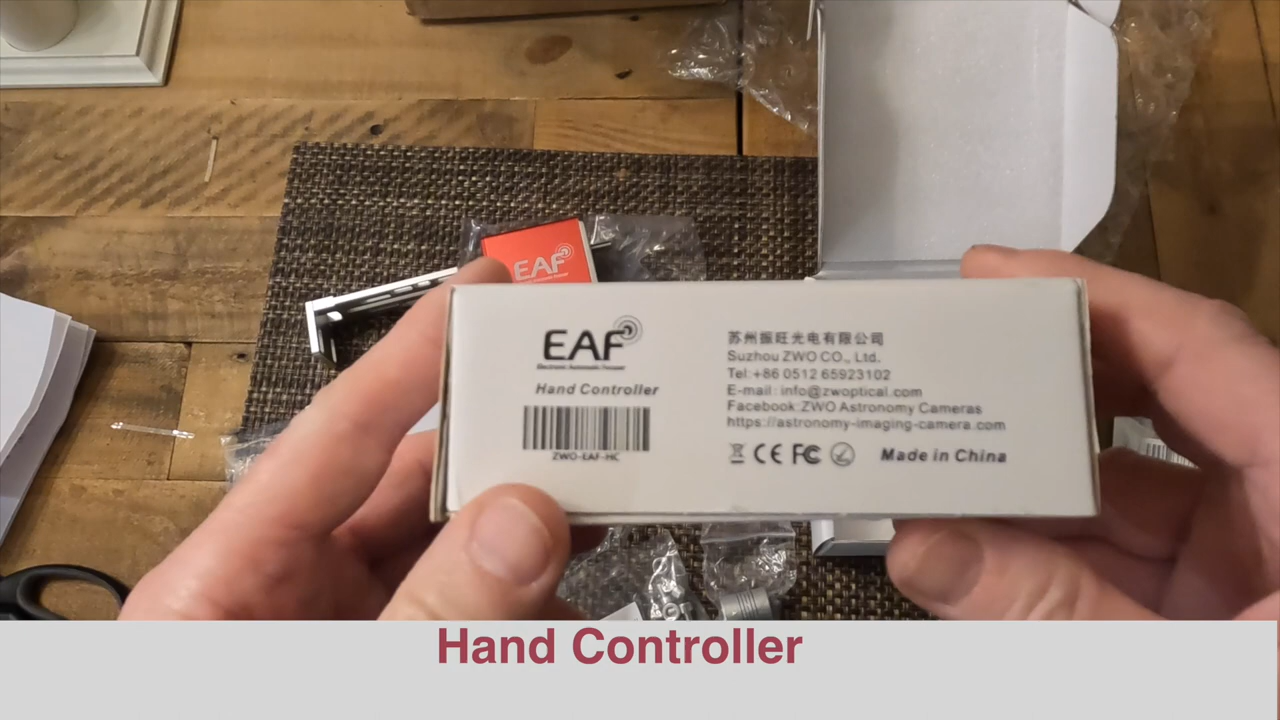 EAF
EAF
Electronic Automatic Focuser
Hand Controller
ZWO-EAF-HC
苏州振旺光电有限公司
Suzhou ZWO CO., Ltd.
Tel:+86 0512 65923102
E-mail: info@zwoptical.com
Facebook:ZWO Astronomy Cameras
https://astronomy-imaging-camera.com
CE FC
Made in China
Hand Controller